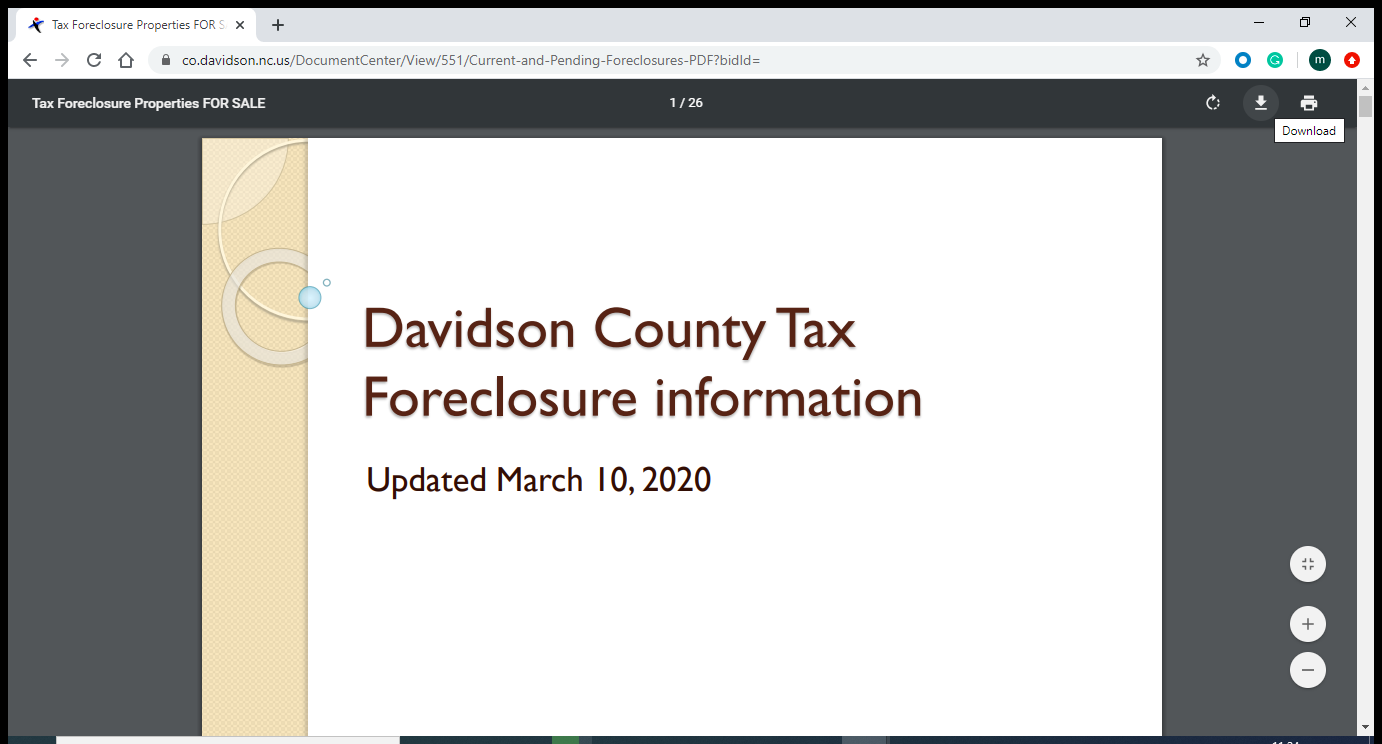 Tax Foreclosure Properties FOR S
co.davidson.nc.us/DocumentCenter/View/551/Current-and-Pending-Foreclosures-PDF?bidId=
m
Tax Foreclosure Properties FOR SALE
1 / 26
Download
Davidson County Tax
Foreclosure information
Updated March 10, 2020